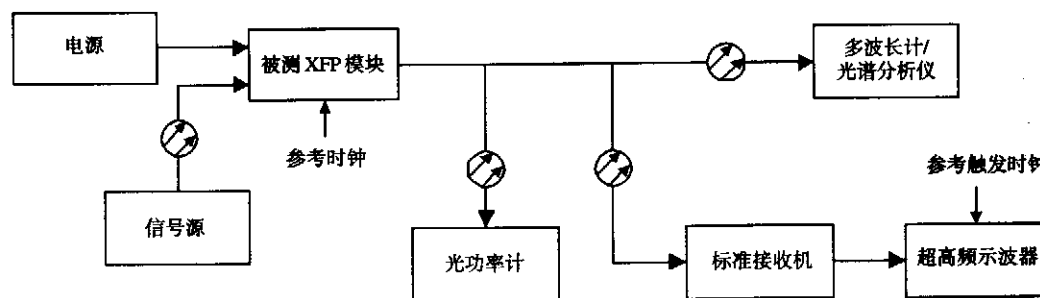 电源
被测 XFP 模块
多波长计/
光谱分析仪
参考时钟
参考触发时钟
信号源
光功率计
标准接收机
超高频示波器